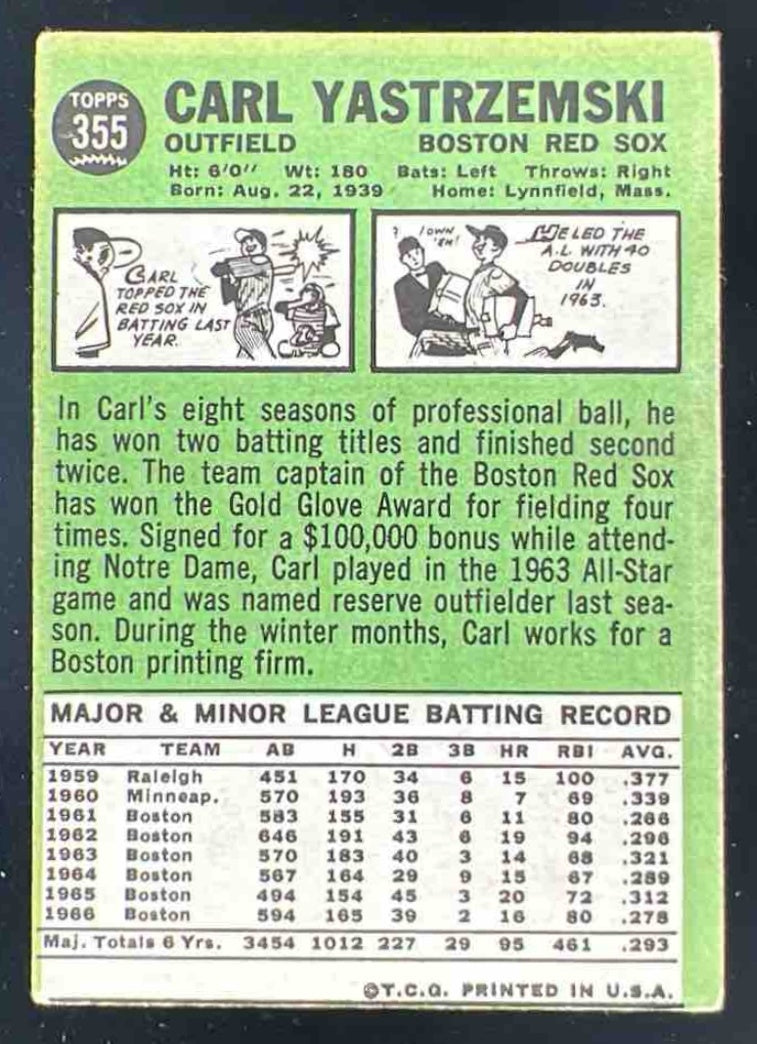 TOPPS
355
CARL YASTRZEMSKI
OUTFIELD BOSTON RED SOX
Ht: 6'0" Wt: 180 Bats: Left Throws: Right
Born: Aug. 22, 1939 Home: Lynnfield, Mass.
CARL
TOPPED THE
RED SOX IN
BATTING LAST
YEAR.
?
I OWN
'EM!
HE LED THE
A.L. WITH 40
DOUBLES
IN
1963.
In Carl's eight seasons of professional ball, he
has won two batting titles and finished second
twice. The team captain of the Boston Red Sox
has won the Gold Glove Award for fielding four
times. Signed for a $100,000 bonus while attend-
ing Notre Dame, Carl played in the 1963 All-Star
game and was named reserve outfielder last sea-
son. During the winter months, Carl works for a
Boston printing firm.
MAJOR & MINOR LEAGUE BATTING RECORD
YEAR TEAM AB H 2B 3B HR RBI AVG.
1959 Raleigh 451 170 34 6 15 100 .377
1960 Minneap. 570 193 36 8 7 69 .339
1961 Boston 583 155 31 6 11 80 .266
1962 Boston 646 191 43 6 19 94 .296
1963 Boston 570 183 40 3 14 68 .321
1964 Boston 567 164 29 9 15 67 .289
1965 Boston 494 154 45 3 20 72 .312
1966 Boston 594 165 39 2 16 80 .278
Maj. Totals 6 Yrs. 3454 1012 227 29 95 461 .293
©T.C.G. PRINTED IN U.S.A.